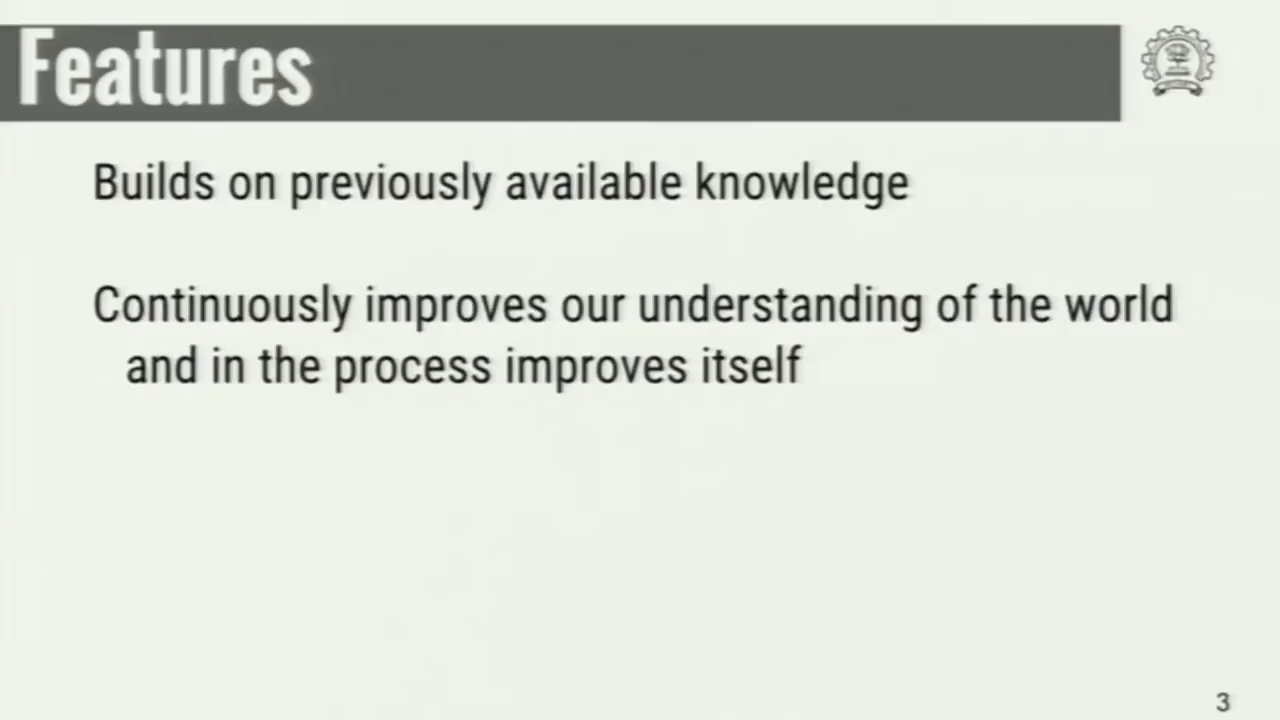 Features
Builds on previously available knowledge
Continuously improves our understanding of the world
and in the process improves itself
3